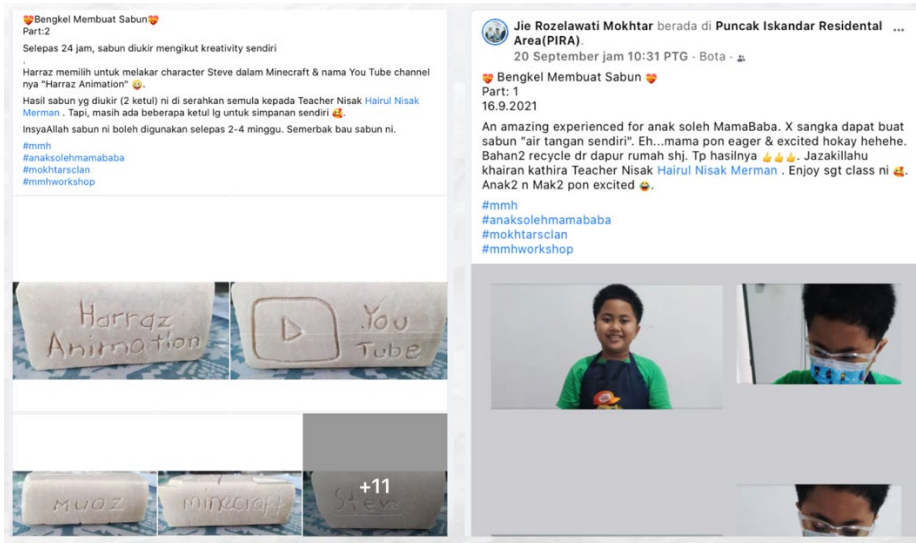 💝Bengkel Membuat Sabun💝
Part:2
Selepas 24 jam, sabun diukir mengikut kreativity sendiri
.
Harraz memilih untuk melakar character Steve dalam Minecraft & nama You Tube channel
nya "Harraz Animation" 😀.
Hasil sabun yg diukir (2 ketul) ni di serahkan semula kepada Teacher Nisak Hairul Nisak
Merman . Tapi, masih ada beberapa ketul lg untuk simpanan sendiri 🥰.
InsyaAllah sabun ni boleh digunakan selepas 2-4 minggu. Semerbak bau sabun ni.
#mmh
#anaksolehmamababa
#mokhtarsclan
#mmhworkshop
Harraz
Animation
You
Tube
Muaz
minecraft
Steve
+11
Jie Rozelawati Mokhtar berada di Puncak Iskandar Residental
Area(PIRA).
20 September jam 10:31 PTG · Bota ·
💝 Bengkel Membuat Sabun 💝
Part: 1
16.9.2021
An amazing experienced for anak soleh MamaBaba. X sangka dapat buat
sabun "air tangan sendiri". Eh...mama pon eager & excited hokay hehehe.
Bahan2 recycle dr dapur rumah shj. Tp hasilnya 👍👍👍. Jazakillahu
khairan kathira Teacher Nisak Hairul Nisak Merman . Enjoy sgt class ni 🥰.
Anak2 n Mak2 pon excited 😂.
#mmh
#anaksolehmamababa
#mokhtarsclan
#mmhworkshop